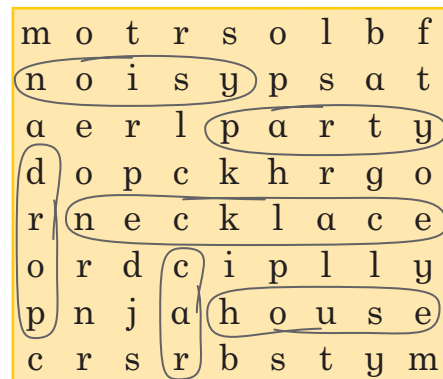 m o t r s o l b f
n o i s y p s a t
a e r l p a r t y
d o p c k h r g o
r n e c k l a c e
o r d c i p l l y
p n j a h o u s e
c r s r b s t y m